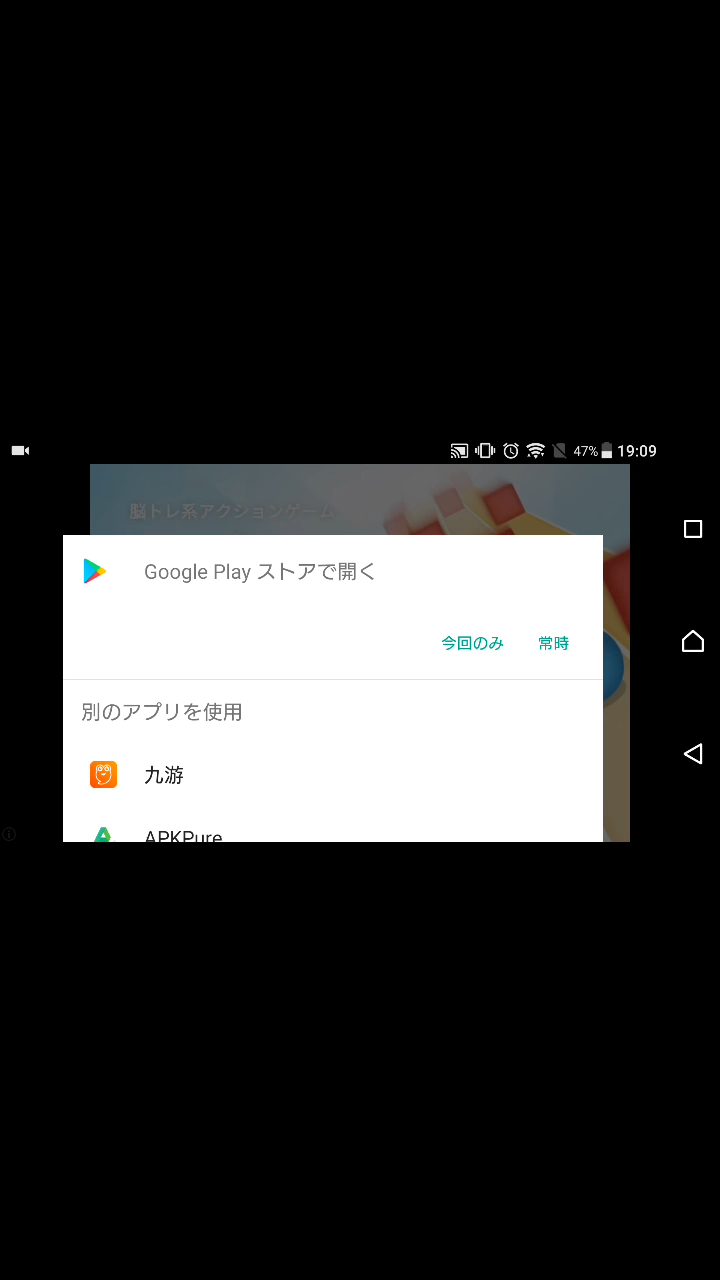 47% 19:09
脳トレ系アクションゲーム
Google Play ストアで開く
今回のみ 常時
別のアプリを使用
九游
APKPure